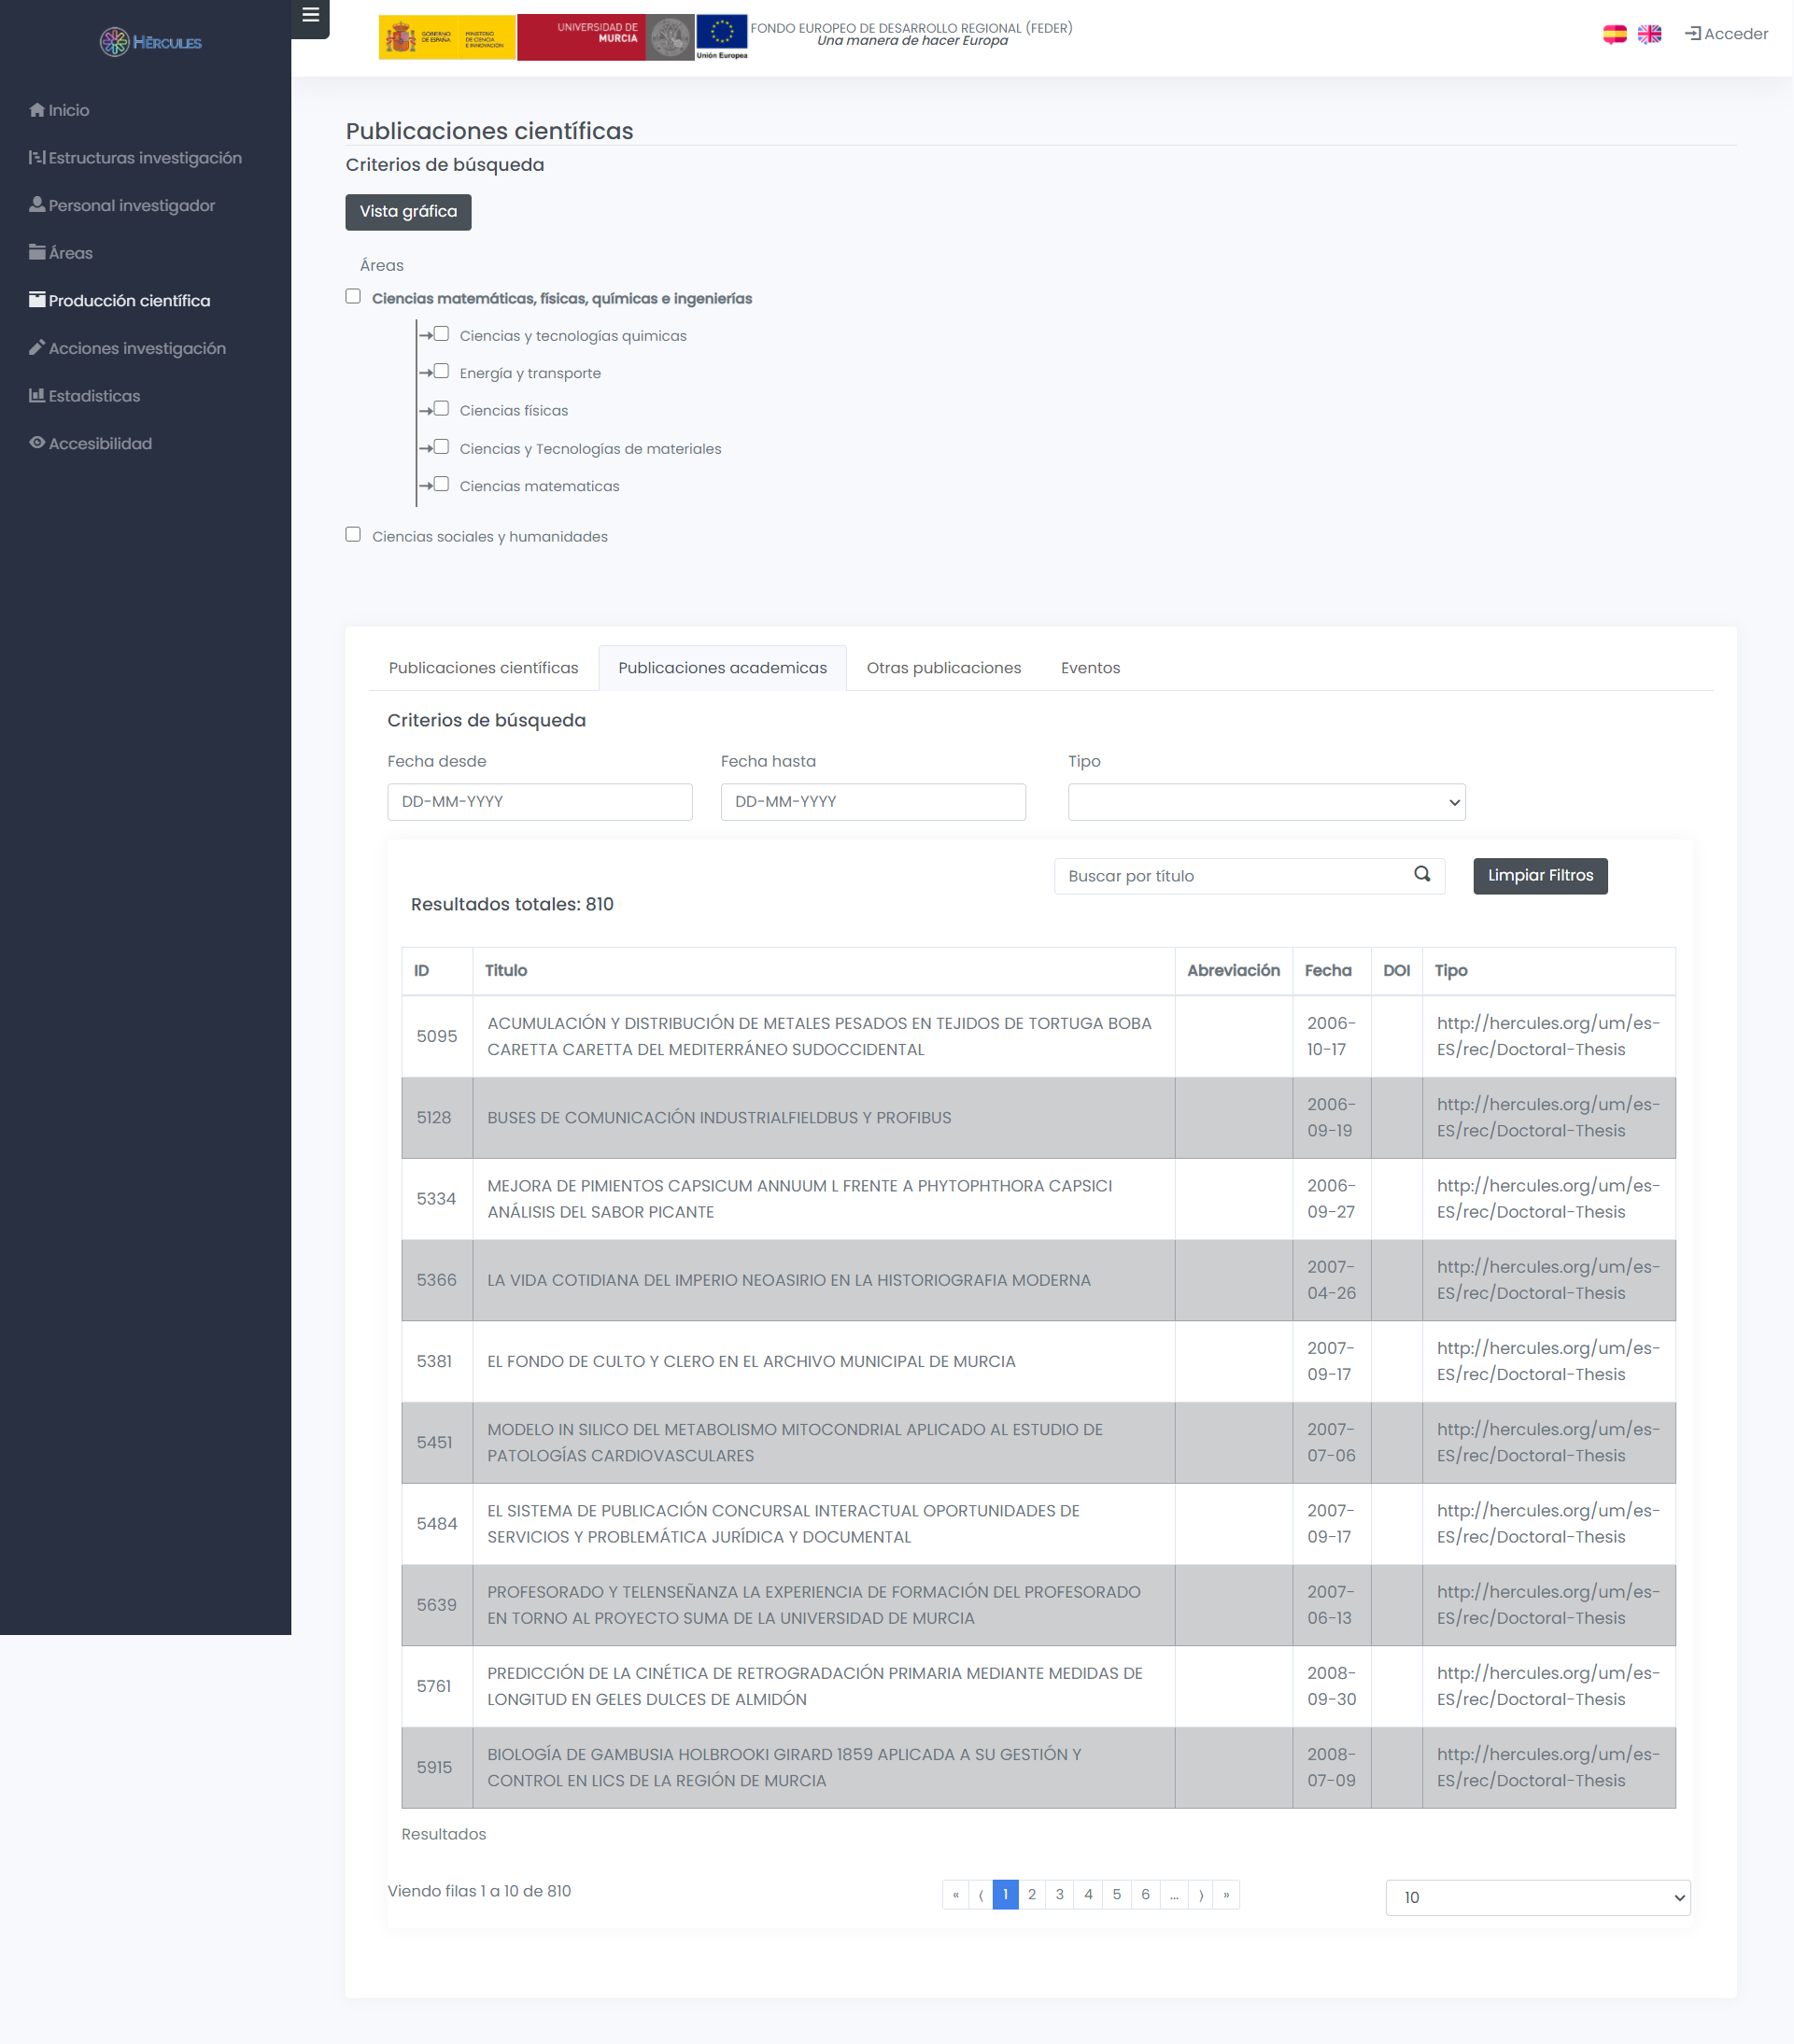 HÉRCULES
Inicio
Estructuras investigación
Personal investigador
Áreas
Producción científica
Acciones investigación
Estadisticas
Accesibilidad
GOBIERNO DE ESPAÑA
MINISTERIO DE CIENCIA E INNOVACIÓN
UNIVERSIDAD DE
MURCIA
Unión Europea
FONDO EUROPEO DE DESARROLLO REGIONAL (FEDER)
Una manera de hacer Europa
Acceder
Publicaciones científicas
Criterios de búsqueda
Vista gráfica
Áreas
Ciencias matemáticas, físicas, químicas e ingenierías
Ciencias y tecnologías quimicas
Energía y transporte
Ciencias físicas
Ciencias y Tecnologías de materiales
Ciencias matematicas
Ciencias sociales y humanidades
Publicaciones científicas Publicaciones academicas Otras publicaciones Eventos
Criterios de búsqueda
Fecha desde Fecha hasta Tipo
DD-MM-YYYY DD-MM-YYYY
Buscar por título Limpiar Filtros
Resultados totales: 810
ID Titulo Abreviación Fecha DOI Tipo
5095 ACUMULACIÓN Y DISTRIBUCIÓN DE METALES PESADOS EN TEJIDOS DE TORTUGA BOBA 2006- http://hercules.org/um/es-
CARETTA CARETTA DEL MEDITERRÁNEO SUDOCCIDENTAL 10-17 ES/rec/Doctoral-Thesis
5128 BUSES DE COMUNICACIÓN INDUSTRIALFIELDBUS Y PROFIBUS 2006- http://hercules.org/um/es-
09-19 ES/rec/Doctoral-Thesis
5334 MEJORA DE PIMIENTOS CAPSICUM ANNUUM L FRENTE A PHYTOPHTHORA CAPSICI 2006- http://hercules.org/um/es-
ANÁLISIS DEL SABOR PICANTE 09-27 ES/rec/Doctoral-Thesis
5366 LA VIDA COTIDIANA DEL IMPERIO NEOASIRIO EN LA HISTORIOGRAFIA MODERNA 2007- http://hercules.org/um/es-
04-26 ES/rec/Doctoral-Thesis
5381 EL FONDO DE CULTO Y CLERO EN EL ARCHIVO MUNICIPAL DE MURCIA 2007- http://hercules.org/um/es-
09-17 ES/rec/Doctoral-Thesis
5451 MODELO IN SILICO DEL METABOLISMO MITOCONDRIAL APLICADO AL ESTUDIO DE 2007- http://hercules.org/um/es-
PATOLOGÍAS CARDIOVASCULARES 07-06 ES/rec/Doctoral-Thesis
5484 EL SISTEMA DE PUBLICACIÓN CONCURSAL INTERACTUAL OPORTUNIDADES DE 2007- http://hercules.org/um/es-
SERVICIOS Y PROBLEMÁTICA JURÍDICA Y DOCUMENTAL 09-17 ES/rec/Doctoral-Thesis
5639 PROFESORADO Y TELENSEÑANZA LA EXPERIENCIA DE FORMACIÓN DEL PROFESORADO 2007- http://hercules.org/um/es-
EN TORNO AL PROYECTO SUMA DE LA UNIVERSIDAD DE MURCIA 06-13 ES/rec/Doctoral-Thesis
5761 PREDICCIÓN DE LA CINÉTICA DE RETROGRADACIÓN PRIMARIA MEDIANTE MEDIDAS DE 2008- http://hercules.org/um/es-
LONGITUD EN GELES DULCES DE ALMIDÓN 09-30 ES/rec/Doctoral-Thesis
5915 BIOLOGÍA DE GAMBUSIA HOLBROOKI GIRARD 1859 APLICADA A SU GESTIÓN Y 2008- http://hercules.org/um/es-
CONTROL EN LICS DE LA REGIÓN DE MURCIA 07-09 ES/rec/Doctoral-Thesis
Resultados
Viendo filas 1 a 10 de 810 « ⟨ 1 2 3 4 5 6 ... ⟩ » 10